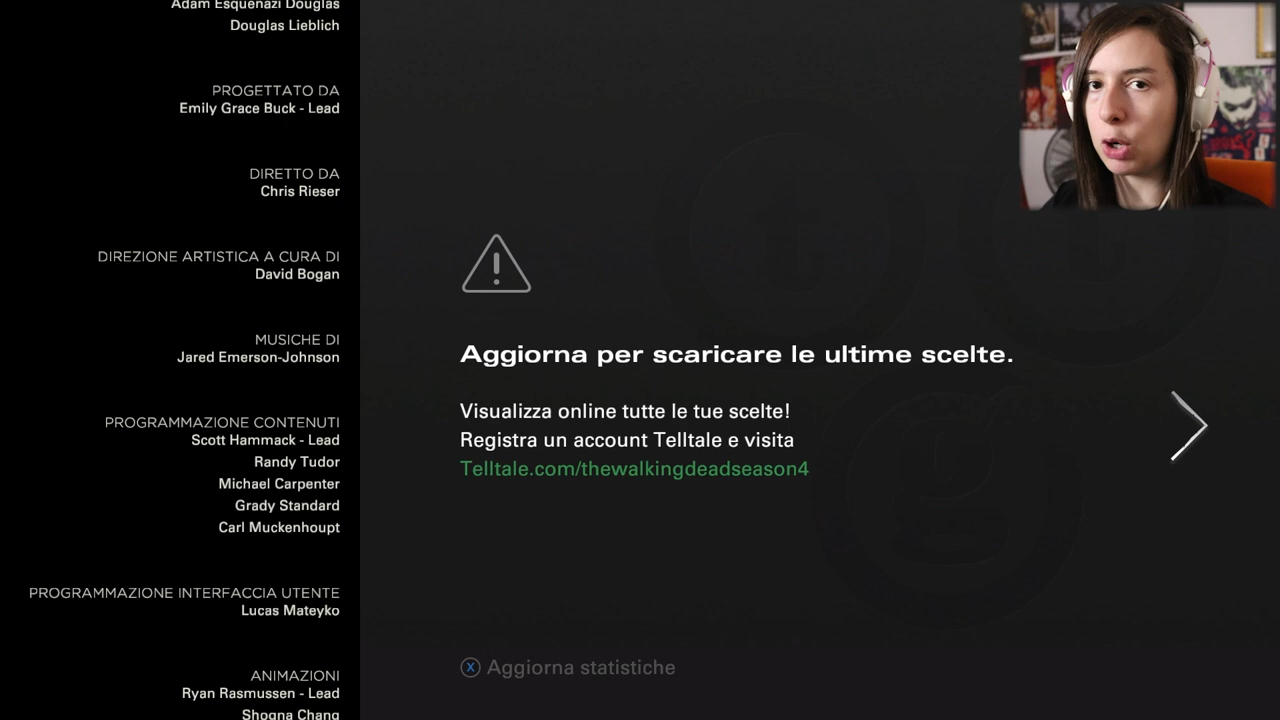 Adam Esquenazi Douglas
Douglas Lieblich
PROGETTATO DA
Emily Grace Buck - Lead
DIRETTO DA
Chris Rieser
DIREZIONE ARTISTICA A CURA DI
David Bogan
MUSICHE DI
Jared Emerson-Johnson
PROGRAMMAZIONE CONTENUTI
Scott Hammack - Lead
Randy Tudor
Michael Carpenter
Grady Standard
Carl Muckenhoupt
PROGRAMMAZIONE INTERFACCIA UTENTE
Lucas Mateyko
ANIMAZIONI
Ryan Rasmussen - Lead
Shogna Chang
Aggiorna per scaricare le ultime scelte.
Visualizza online tutte le tue scelte!
Registra un account Telltale e visita
Telltale.com/thewalkingdeadseason4
X Aggiorna statistiche